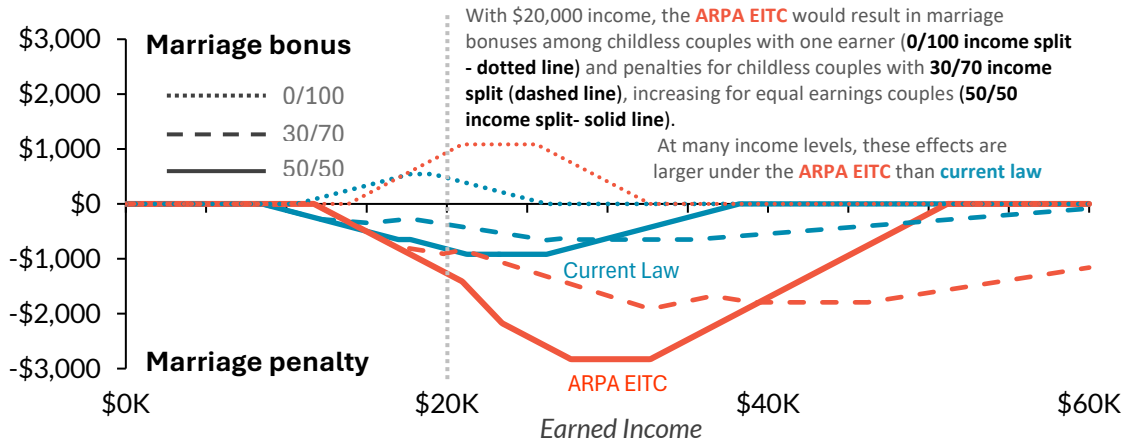 With $20,000 income, the ARPA EITC would result in marriage
bonuses among childless couples with one earner (0/100 income split
- dotted line) and penalties for childless couples with 30/70 income
split (dashed line), increasing for equal earnings couples (50/50
income split- solid line).
At many income levels, these effects are
larger under the ARPA EITC than current law
$3,000
$2,000
$1,000
$0
-$1,000
-$2,000
-$3,000
Marriage bonus
0/100
30/70
50/50
Current Law
ARPA EITC
Marriage penalty
$0K
$20K
$40K
$60K
Earned Income